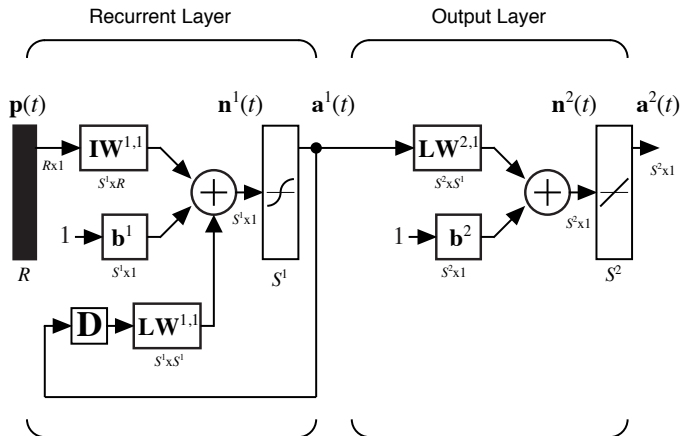 Recurrent Layer Output Layer
p(t) n¹(t) a¹(t) n²(t) a²(t)
IW¹,¹ LW²,¹
Rx1 S¹xR S¹x1 S²xS¹ S²x1 S²x1
1 b¹ 1 b²
R S¹x1 S¹ S²x1 S²
D LW¹,¹
S¹xS¹